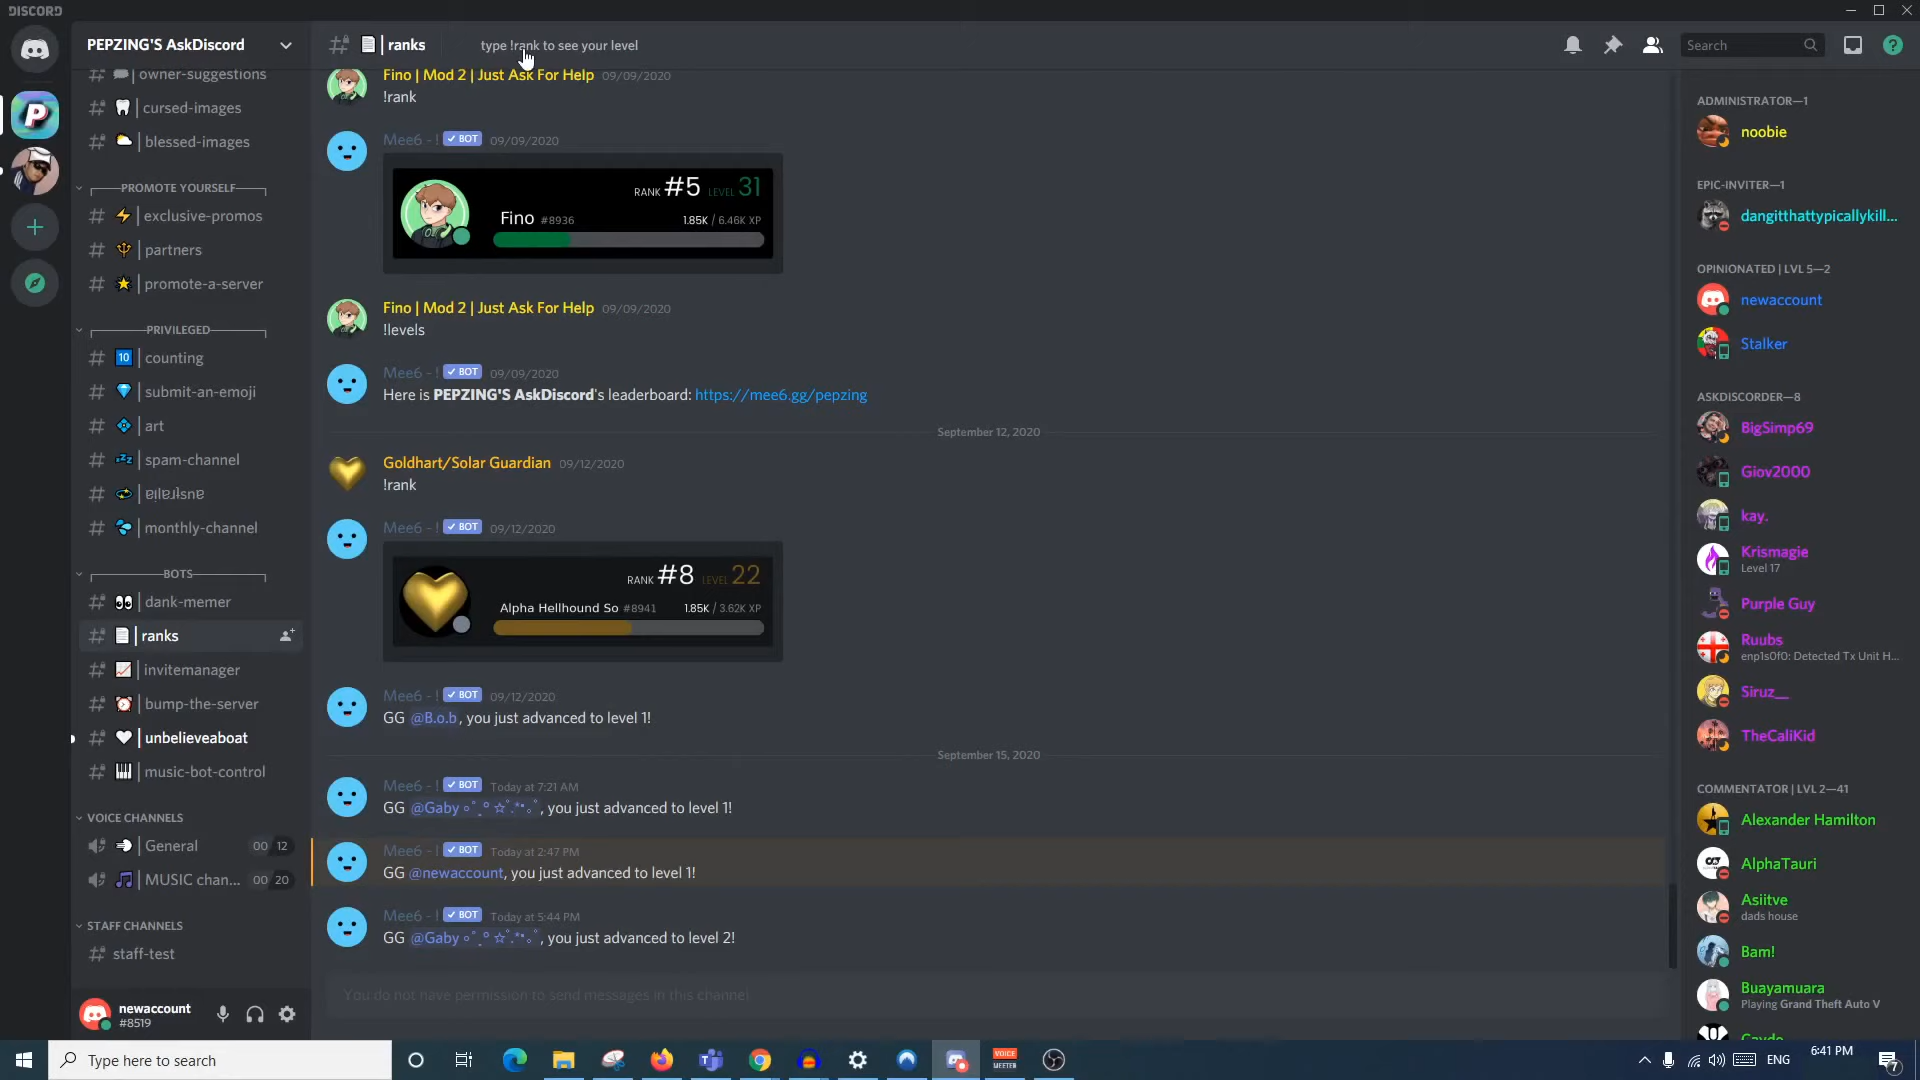 DISCORD
PEPZING'S AskDiscord
owner-suggestions
cursed-images
blessed-images
PROMOTE YOURSELF
exclusive-promos
partners
promote-a-server
PRIVILEGED
counting
submit-an-emoji
art
spam-channel
ɐᴉlɐɹʇsnɐ
monthly-channel
BOTS
dank-memer
ranks
invitemanager
bump-the-server
unbelieveaboat
music-bot-control
VOICE CHANNELS
General 00 12
MUSIC chan... 00 20
STAFF CHANNELS
staff-test
newaccount
#8519
ranks type !rank to see your level
Search
Fino | Mod 2 | Just Ask For Help 09/09/2020
!rank
Mee6 - ! BOT 09/09/2020
RANK #5 LEVEL 31
Fino #8936 1.85K / 6.46K XP
Fino | Mod 2 | Just Ask For Help 09/09/2020
!levels
Mee6 - ! BOT 09/09/2020
Here is PEPZING'S AskDiscord's leaderboard: https://mee6.gg/pepzing
September 12, 2020
Goldhart/Solar Guardian 09/12/2020
!rank
Mee6 - ! BOT 09/12/2020
RANK #8 LEVEL 22
Alpha Hellhound So #8941 1.85K / 3.62K XP
Mee6 - ! BOT 09/12/2020
GG @B.o.b, you just advanced to level 1!
September 15, 2020
Mee6 - ! BOT Today at 7:21 AM
GG @Gaby, you just advanced to level 1!
Mee6 - ! BOT Today at 2:47 PM
GG @newaccount, you just advanced to level 1!
Mee6 - ! BOT Today at 5:44 PM
GG @Gaby, you just advanced to level 2!
You do not have permission to send messages in this channel
ADMINISTRATOR—1
noobie
EPIC-INVITER—1
dangitthattypicallykill...
OPINIONATED | LVL 5—2
newaccount
Stalker
ASKDISCORDER—8
BigSimp69
Giov2000
kay.
Krismagie
Level 17
Purple Guy
Ruubs
enp1s0f0: Detected Tx Unit H...
Siruz__
TheCaliKid
COMMENTATOR | LVL 2—41
Alexander Hamilton
AlphaTauri
Asiitve
dads house
Bam!
Buayamuara
Playing Grand Theft Auto V
Type here to search
VOICE
MEETER
ENG
6:41 PM
7